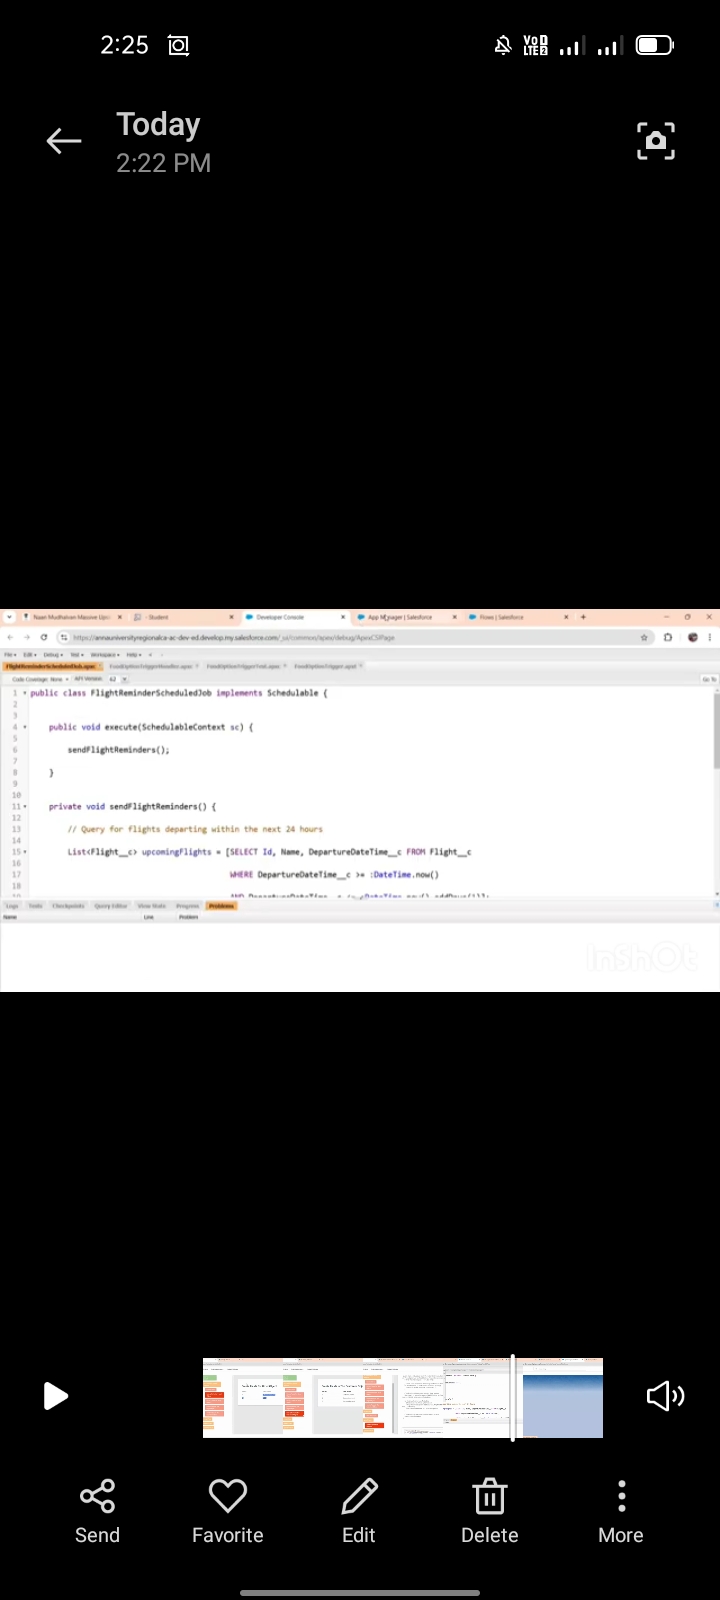 2:25
VoD LTE2
Today
2:22 PM
Naan Mudhalvan Massive Upsc
- Student
Developer Console
App Manager | Salesforce
Flows | Salesforce
https://annauniversityregionalca-ac-dev-ed.develop.my.salesforce.com/_ui/common/apex/debug/ApexCSIPage
File Edit Debug Test Workspace Help < >
FlightReminderScheduledJob.apxc
FoodOptionTrigger.apxt
Code Coverage: None API Version: 62 Go To
1 public class FlightReminderScheduledJob implements Schedulable {
2
3
4 public void execute(SchedulableContext sc) {
5
6 sendFlightReminders();
7
8 }
9
10
11 private void sendFlightReminders() {
12
13 // Query for flights departing within the next 24 hours
14
15 List<Flight__c> upcomingFlights = [SELECT Id, Name, DepartureDateTime__c FROM Flight__c
16
17 WHERE DepartureDateTime__c >= :DateTime.now()
18
Logs Tests Checkpoints Query Editor View State Progress Problems
Name Line Problem
InShOt
Send Favorite Edit Delete More